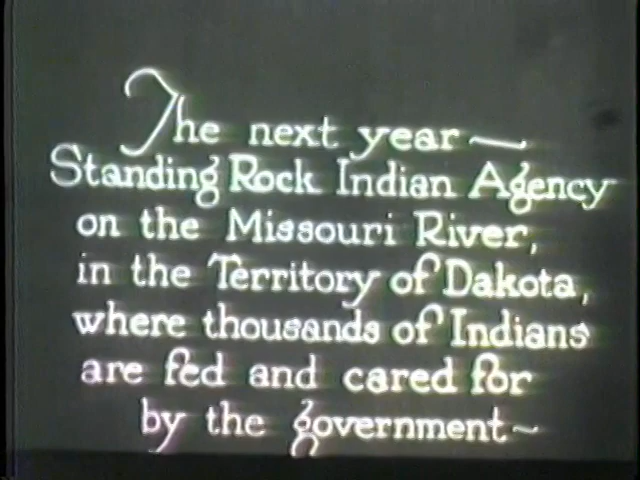 The next year —
Standing Rock Indian Agency
on the Missouri River,
in the Territory of Dakota,
where thousands of Indians
are fed and cared for
by the government ~